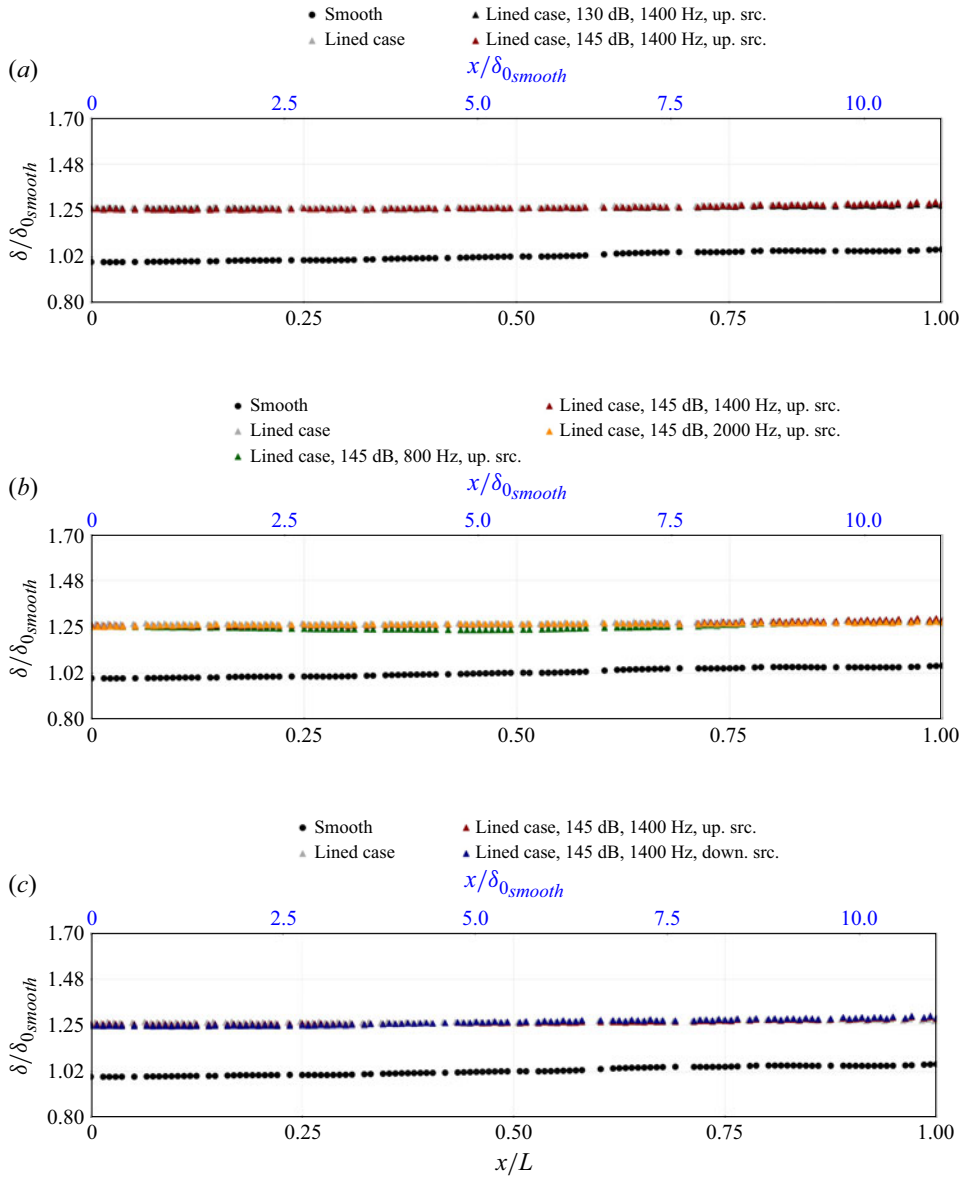 Smooth
Lined case, 130 dB, 1400 Hz, up. src.
Lined case
Lined case, 145 dB, 1400 Hz, up. src.
(a)
x/δ0smooth
0 2.5 5.0 7.5 10.0
1.70
1.48
1.25
1.02
0.80
δ/δ0smooth
0 0.25 0.50 0.75 1.00
Smooth
Lined case, 145 dB, 1400 Hz, up. src.
Lined case
Lined case, 145 dB, 2000 Hz, up. src.
Lined case, 145 dB, 800 Hz, up. src.
(b)
x/δ0smooth
0 2.5 5.0 7.5 10.0
1.70
1.48
1.25
1.02
0.80
δ/δ0smooth
0 0.25 0.50 0.75 1.00
Smooth
Lined case, 145 dB, 1400 Hz, up. src.
Lined case
Lined case, 145 dB, 1400 Hz, down. src.
(c)
x/δ0smooth
0 2.5 5.0 7.5 10.0
1.70
1.48
1.25
1.02
0.80
δ/δ0smooth
0 0.25 0.50 0.75 1.00
x/L